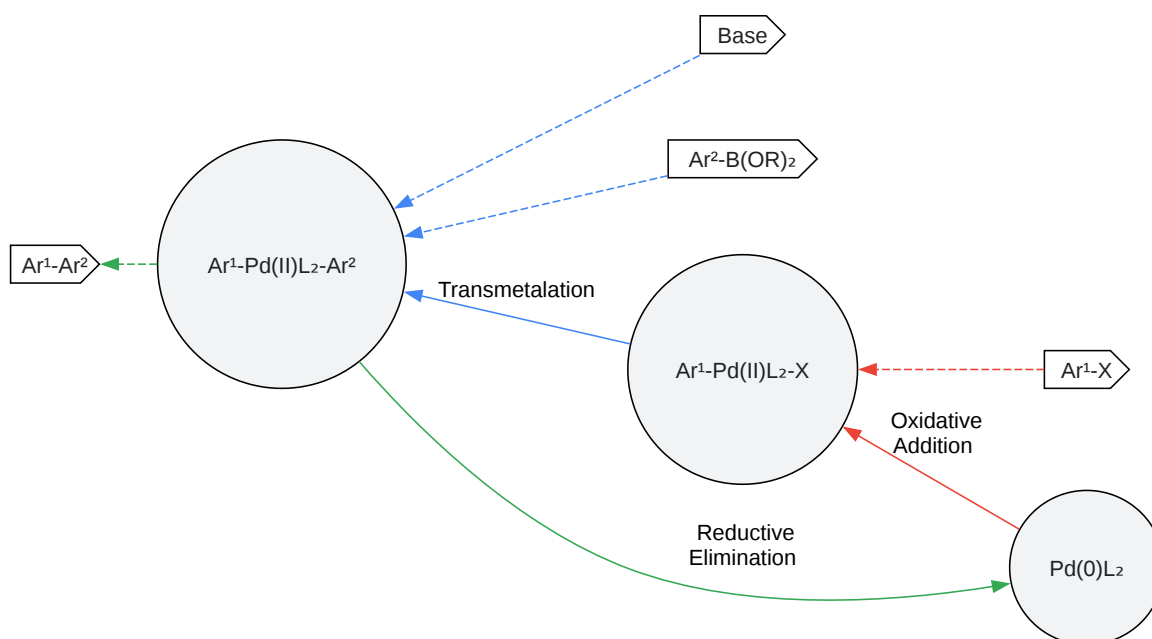 Base
Ar²-B(OR)₂
Ar¹-Ar²
Ar¹-Pd(II)L₂-Ar²
Transmetalation
Ar¹-Pd(II)L₂-X
Ar¹-X
Oxidative
Addition
Reductive
Elimination
Pd(0)L₂